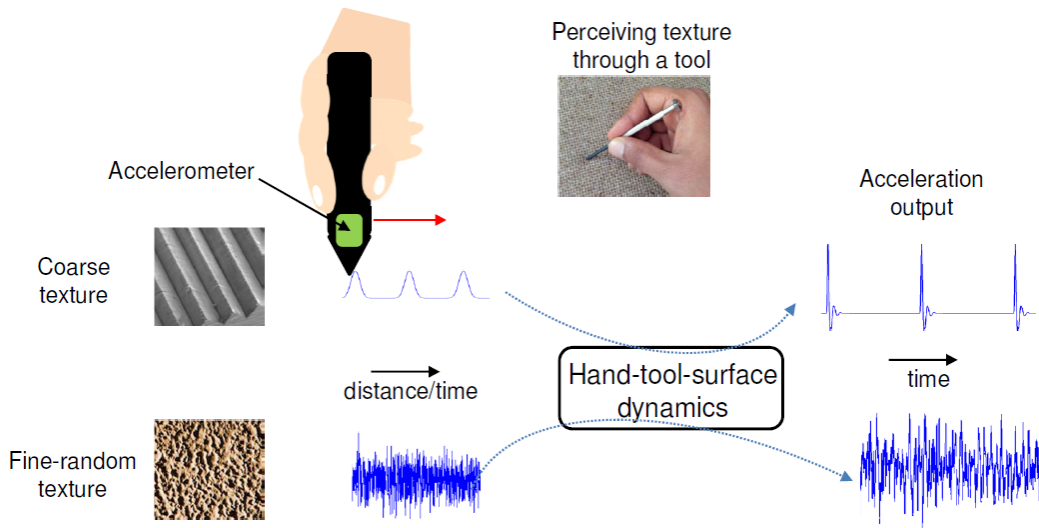 Perceiving texture
through a tool
Accelerometer
Acceleration
output
Coarse
texture
distance/time
Hand-tool-surface
dynamics
time
Fine-random
texture